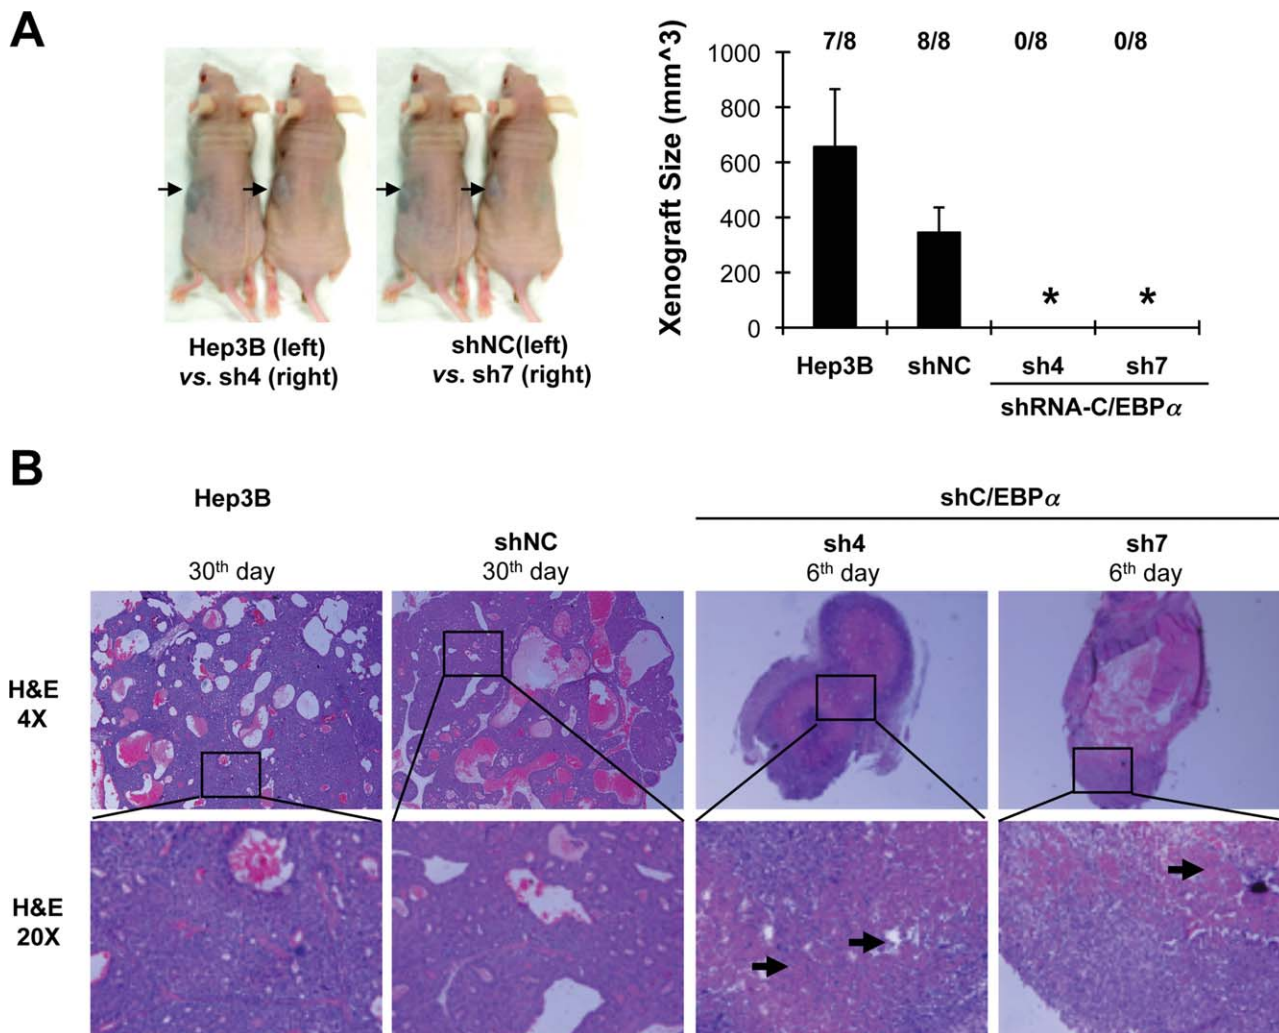 A
Hep3B (left)
vs. sh4 (right)
shNC(left)
vs. sh7 (right)
Xenograft Size (mm^3)
7/8 8/8 0/8 0/8
1000
800
600
400
200
0
* *
Hep3B shNC sh4 sh7
shRNA-C/EBPα
B
Hep3B
shC/EBPα
shNC sh4 sh7
30th day 30th day 6th day 6th day
H&E
4X
H&E
20X